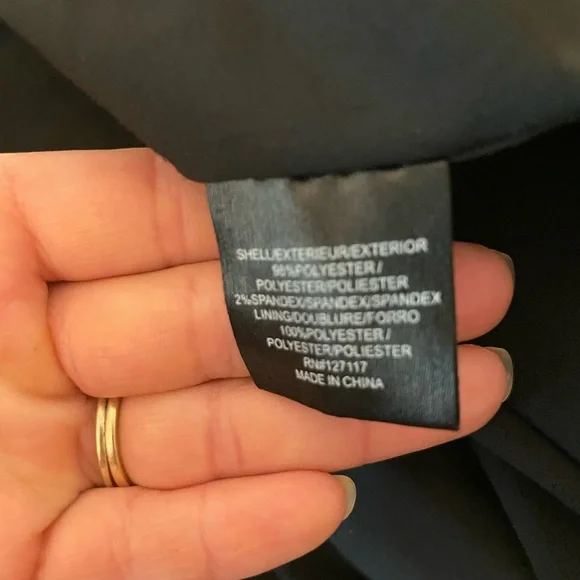 SHELL/EXTERIEUR/EXTERIOR
98%POLYESTER/
POLYESTER/POLIESTER
2%SPANDEX/SPANDEX/SPANDEX
LINING/DOUBLURE/FORRO
100%POLYESTER/
POLYESTER/POLIESTER
RN#127117
MADE IN CHINA